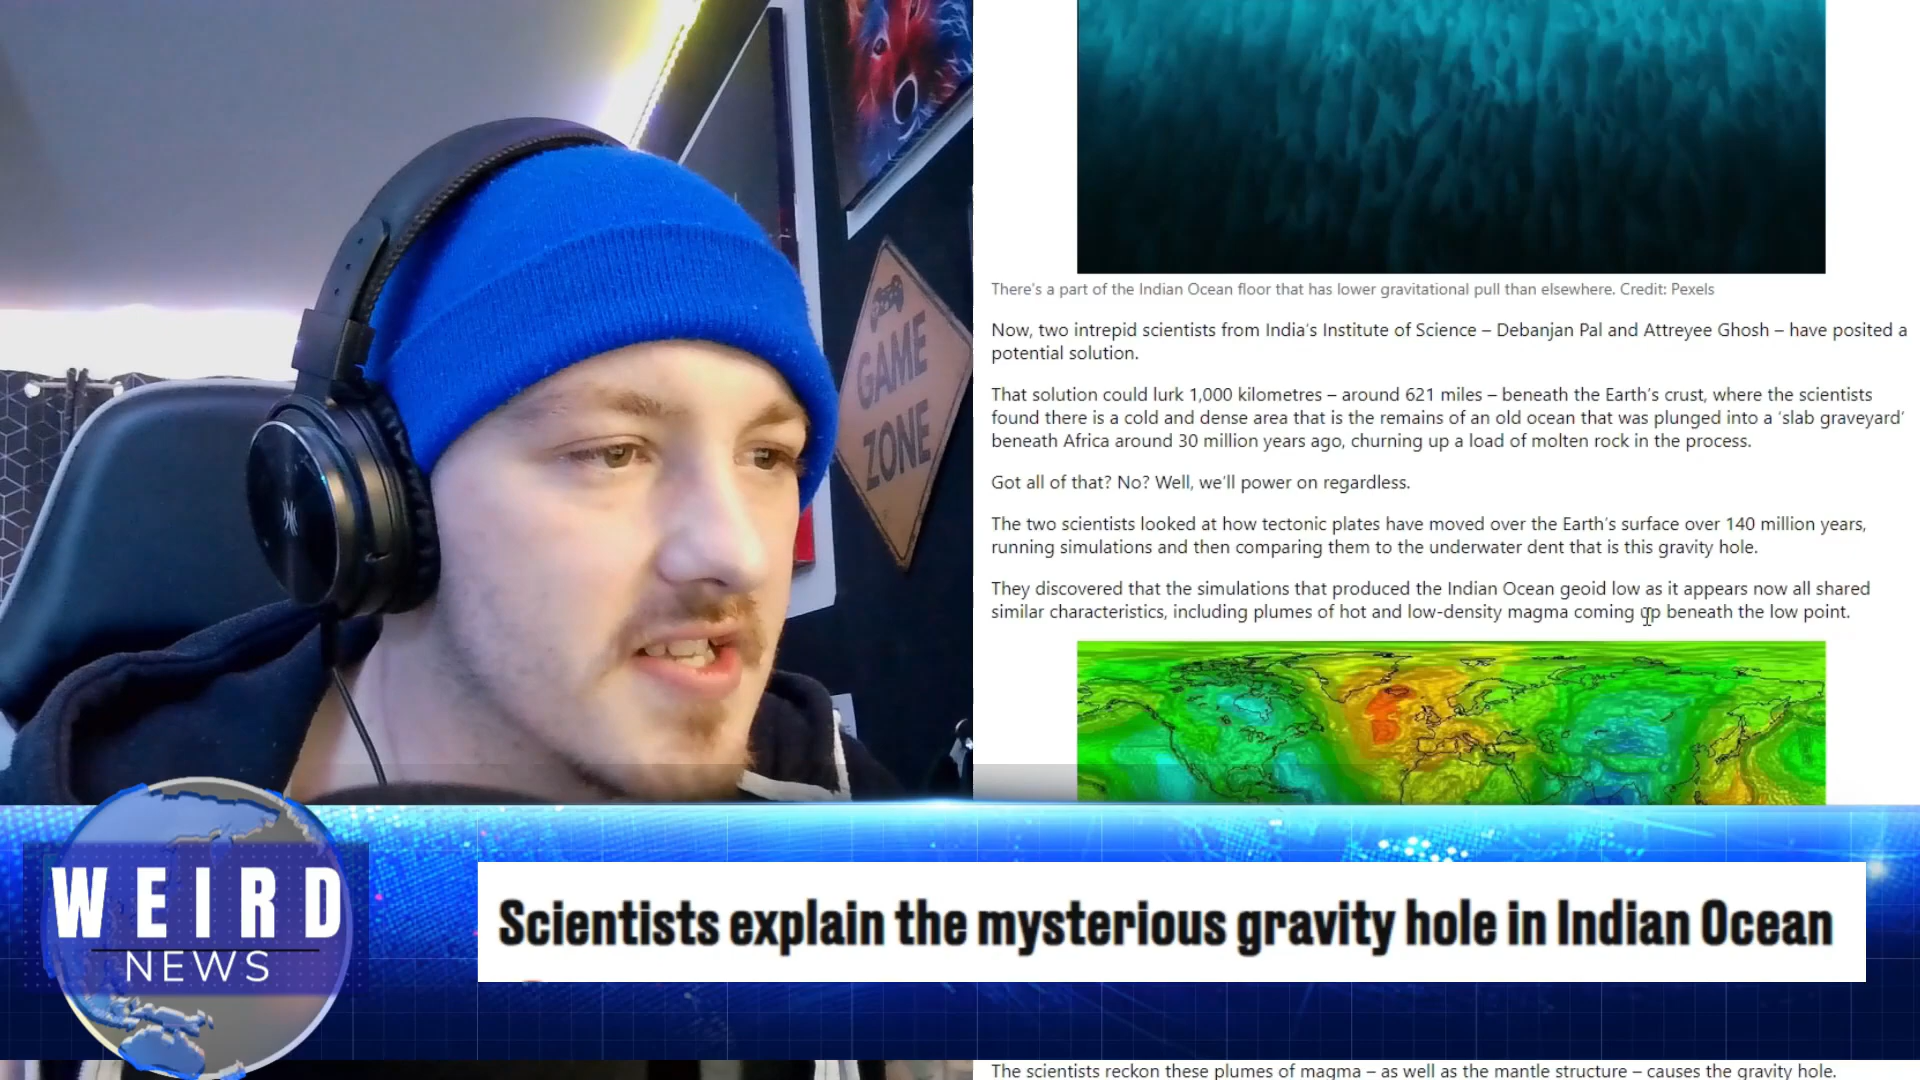 GAME
ZONE
There's a part of the Indian Ocean floor that has lower gravitational pull than elsewhere. Credit: Pexels
Now, two intrepid scientists from India's Institute of Science – Debanjan Pal and Attreyee Ghosh – have posited a
potential solution.
That solution could lurk 1,000 kilometres – around 621 miles – beneath the Earth's crust, where the scientists
found there is a cold and dense area that is the remains of an old ocean that was plunged into a 'slab graveyard'
beneath Africa around 30 million years ago, churning up a load of molten rock in the process.
Got all of that? No? Well, we'll power on regardless.
The two scientists looked at how tectonic plates have moved over the Earth's surface over 140 million years,
running simulations and then comparing them to the underwater dent that is this gravity hole.
They discovered that the simulations that produced the Indian Ocean geoid low as it appears now all shared
similar characteristics, including plumes of hot and low-density magma coming up beneath the low point.
WEIRD
NEWS
Scientists explain the mysterious gravity hole in Indian Ocean
The scientists reckon these plumes of magma – as well as the mantle structure – causes the gravity hole.